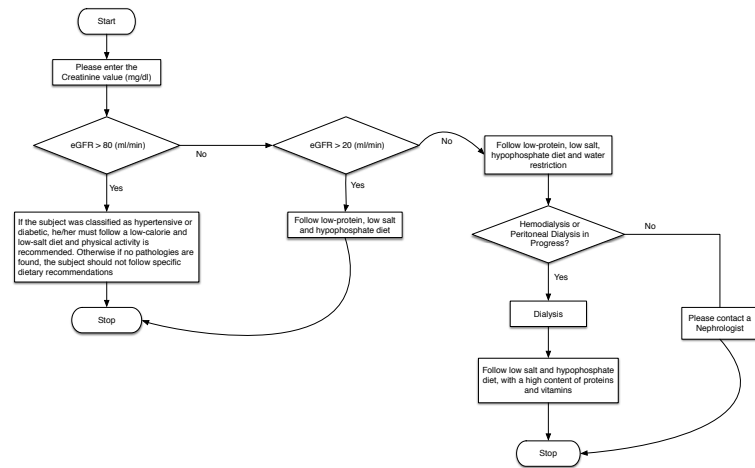 Start
Please enter the
Creatinine value (mg/dl)
eGFR > 80 (ml/min)
No
eGFR > 20 (ml/min)
No
Follow low-protein, low salt,
hypophosphate diet and water
restriction
Yes
Yes
If the subject was classified as hypertensive or
diabetic, he/her must follow a low-calorie and
low-salt diet and physical activity is
recommended. Otherwise if no pathologies are
found, the subject should not follow specific
dietary recommendations
Follow low-protein, low salt
and hypophosphate diet
Hemodialysis or
Peritoneal Dialysis in
Progress?
No
Yes
Stop
Dialysis
Please contact a
Nephrologist
Follow low salt and hypophosphate
diet, with a high content of proteins
and vitamins
Stop